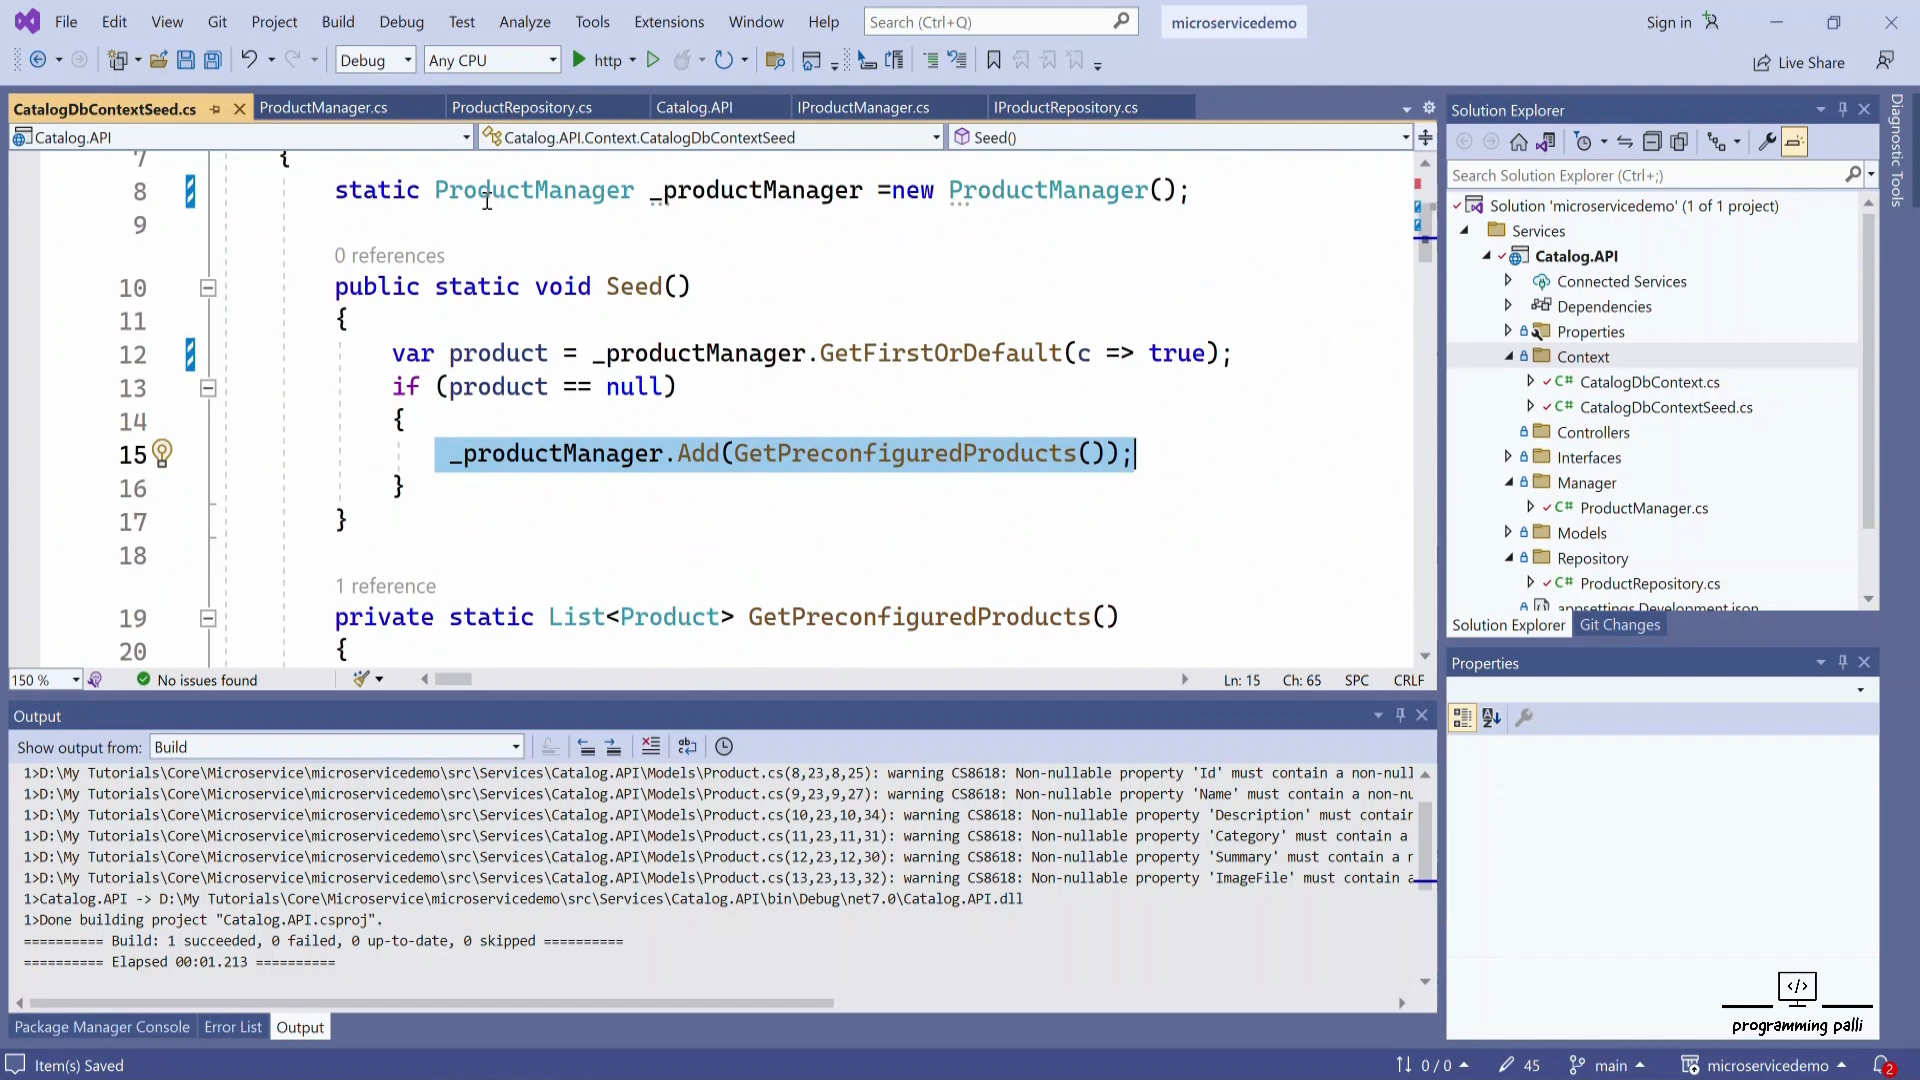 File Edit View Git Project Build Debug Test Analyze Tools Extensions Window Help Search (Ctrl+Q) microservicedemo Sign in
Debug Any CPU http Live Share
CatalogDbContextSeed.cs ProductManager.cs ProductRepository.cs Catalog.API IProductManager.cs IProductRepository.cs
Catalog.API Catalog.API.Context.CatalogDbContextSeed Seed()
7 {
8 static ProductManager _productManager =new ProductManager();
9
0 references
10 public static void Seed()
11 {
12 var product = _productManager.GetFirstOrDefault(c => true);
13 if (product == null)
14 {
15 _productManager.Add(GetPreconfiguredProducts());
16 }
17 }
18
1 reference
19 private static List<Product> GetPreconfiguredProducts()
20 {
150 % No issues found Ln: 15 Ch: 65 SPC CRLF
Solution Explorer
Search Solution Explorer (Ctrl+;)
Solution 'microservicedemo' (1 of 1 project)
Services
Catalog.API
Connected Services
Dependencies
Properties
Context
C# CatalogDbContext.cs
C# CatalogDbContextSeed.cs
Controllers
Interfaces
Manager
C# ProductManager.cs
Models
Repository
C# ProductRepository.cs
appsettings.Development.json
Solution Explorer Git Changes
Properties
Diagnostic Tools
Output
Show output from: Build
1>D:\My Tutorials\Core\Microservice\microservicedemo\src\Services\Catalog.API\Models\Product.cs(8,23,8,25): warning CS8618: Non-nullable property 'Id' must contain a non-null
1>D:\My Tutorials\Core\Microservice\microservicedemo\src\Services\Catalog.API\Models\Product.cs(9,23,9,27): warning CS8618: Non-nullable property 'Name' must contain a non-nu
1>D:\My Tutorials\Core\Microservice\microservicedemo\src\Services\Catalog.API\Models\Product.cs(10,23,10,34): warning CS8618: Non-nullable property 'Description' must contair
1>D:\My Tutorials\Core\Microservice\microservicedemo\src\Services\Catalog.API\Models\Product.cs(11,23,11,31): warning CS8618: Non-nullable property 'Category' must contain a
1>D:\My Tutorials\Core\Microservice\microservicedemo\src\Services\Catalog.API\Models\Product.cs(12,23,12,30): warning CS8618: Non-nullable property 'Summary' must contain a r
1>D:\My Tutorials\Core\Microservice\microservicedemo\src\Services\Catalog.API\Models\Product.cs(13,23,13,32): warning CS8618: Non-nullable property 'ImageFile' must contain a
1>Catalog.API -> D:\My Tutorials\Core\Microservice\microservicedemo\src\Services\Catalog.API\bin\Debug\net7.0\Catalog.API.dll
1>Done building project "Catalog.API.csproj".
========== Build: 1 succeeded, 0 failed, 0 up-to-date, 0 skipped ==========
========== Elapsed 00:01.213 ==========
</> programming palli
Package Manager Console Error List Output
Item(s) Saved 0 / 0 45 main microservicedemo 2